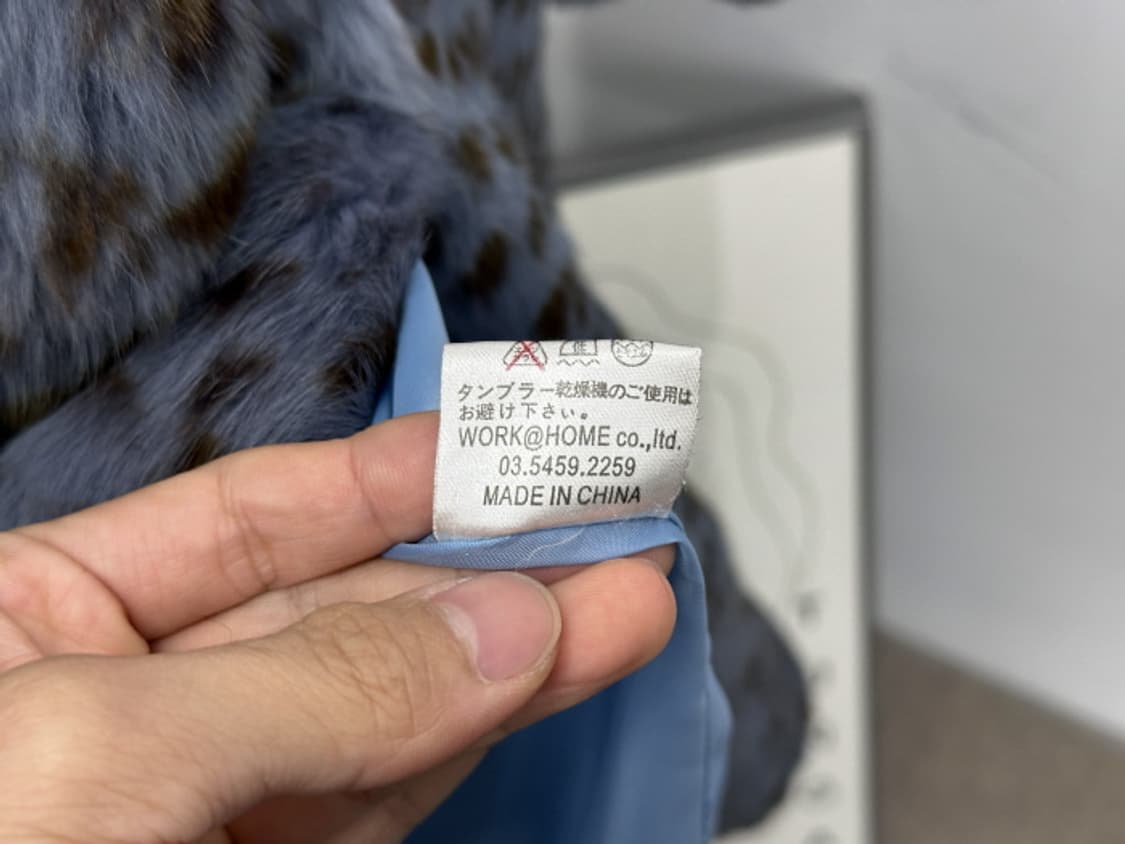 低
タンブラー乾燥機のご使用は
お避け下さい。
WORK@HOME co.,ltd.
03.5459.2259
MADE IN CHINA